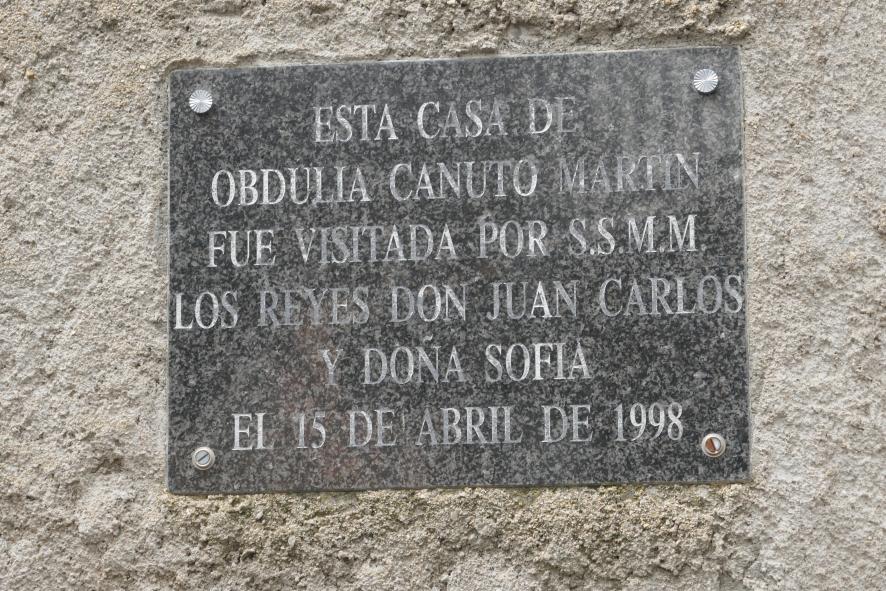 ESTA CASA DE
OBDULIA CANUTO MARTIN
FUE VISITADA POR S.S.M.M.
LOS REYES DON JUAN CARLOS
Y DOÑA SOFIA
EL 15 DE ABRIL DE 1998